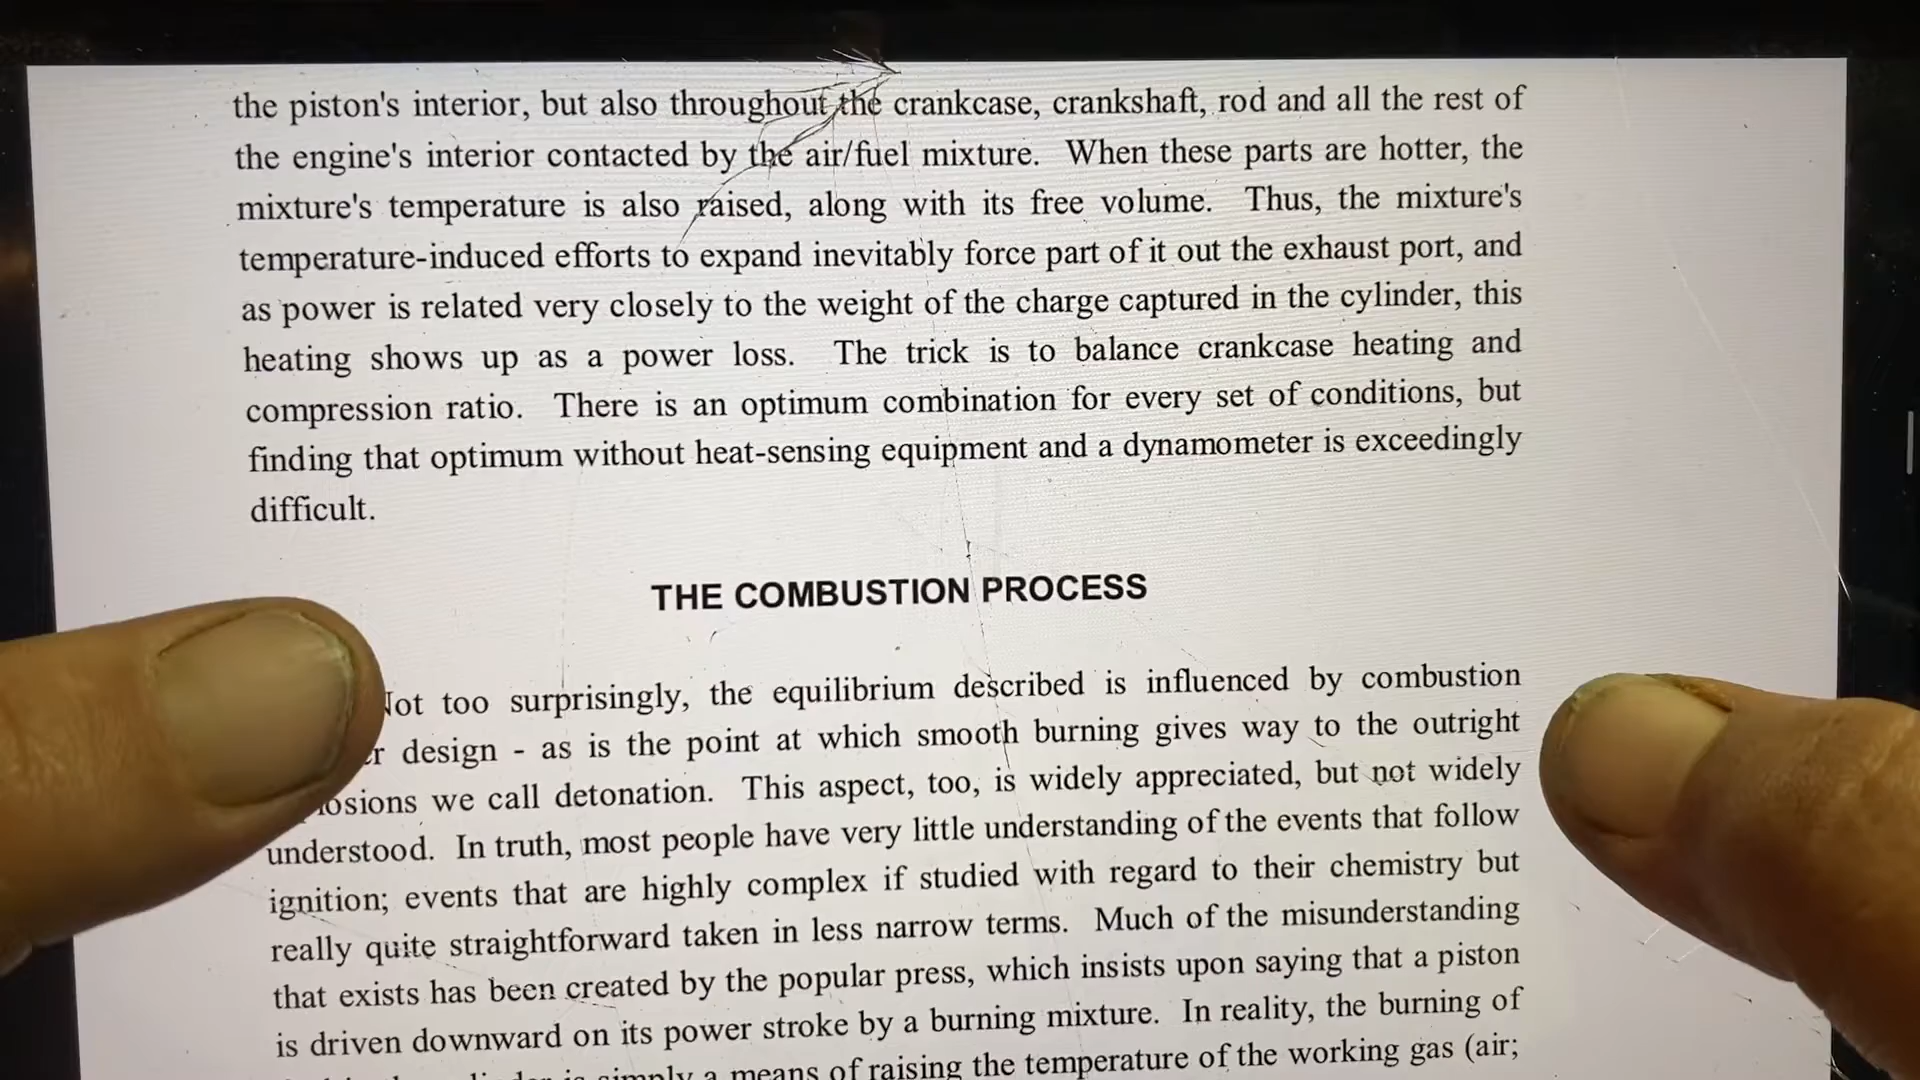 the piston's interior, but also throughout the crankcase, crankshaft, rod and all the rest of
the engine's interior contacted by the air/fuel mixture. When these parts are hotter, the
mixture's temperature is also raised, along with its free volume. Thus, the mixture's
temperature-induced efforts to expand inevitably force part of it out the exhaust port, and
as power is related very closely to the weight of the charge captured in the cylinder, this
heating shows up as a power loss. The trick is to balance crankcase heating and
compression ratio. There is an optimum combination for every set of conditions, but
finding that optimum without heat-sensing equipment and a dynamometer is exceedingly
difficult.
THE COMBUSTION PROCESS
Not too surprisingly, the equilibrium described is influenced by combustion
design - as is the point at which smooth burning gives way to the outright
we call detonation. This aspect, too, is widely appreciated, but not widely
understood. In truth, most people have very little understanding of the events that follow
ignition; events that are highly complex if studied with regard to their chemistry but
really quite straightforward taken in less narrow terms. Much of the misunderstanding
that exists has been created by the popular press, which insists upon saying that a piston
is driven downward on its power stroke by a burning mixture. In reality, the burning of
is simply a means of raising the temperature of the working gas (air;